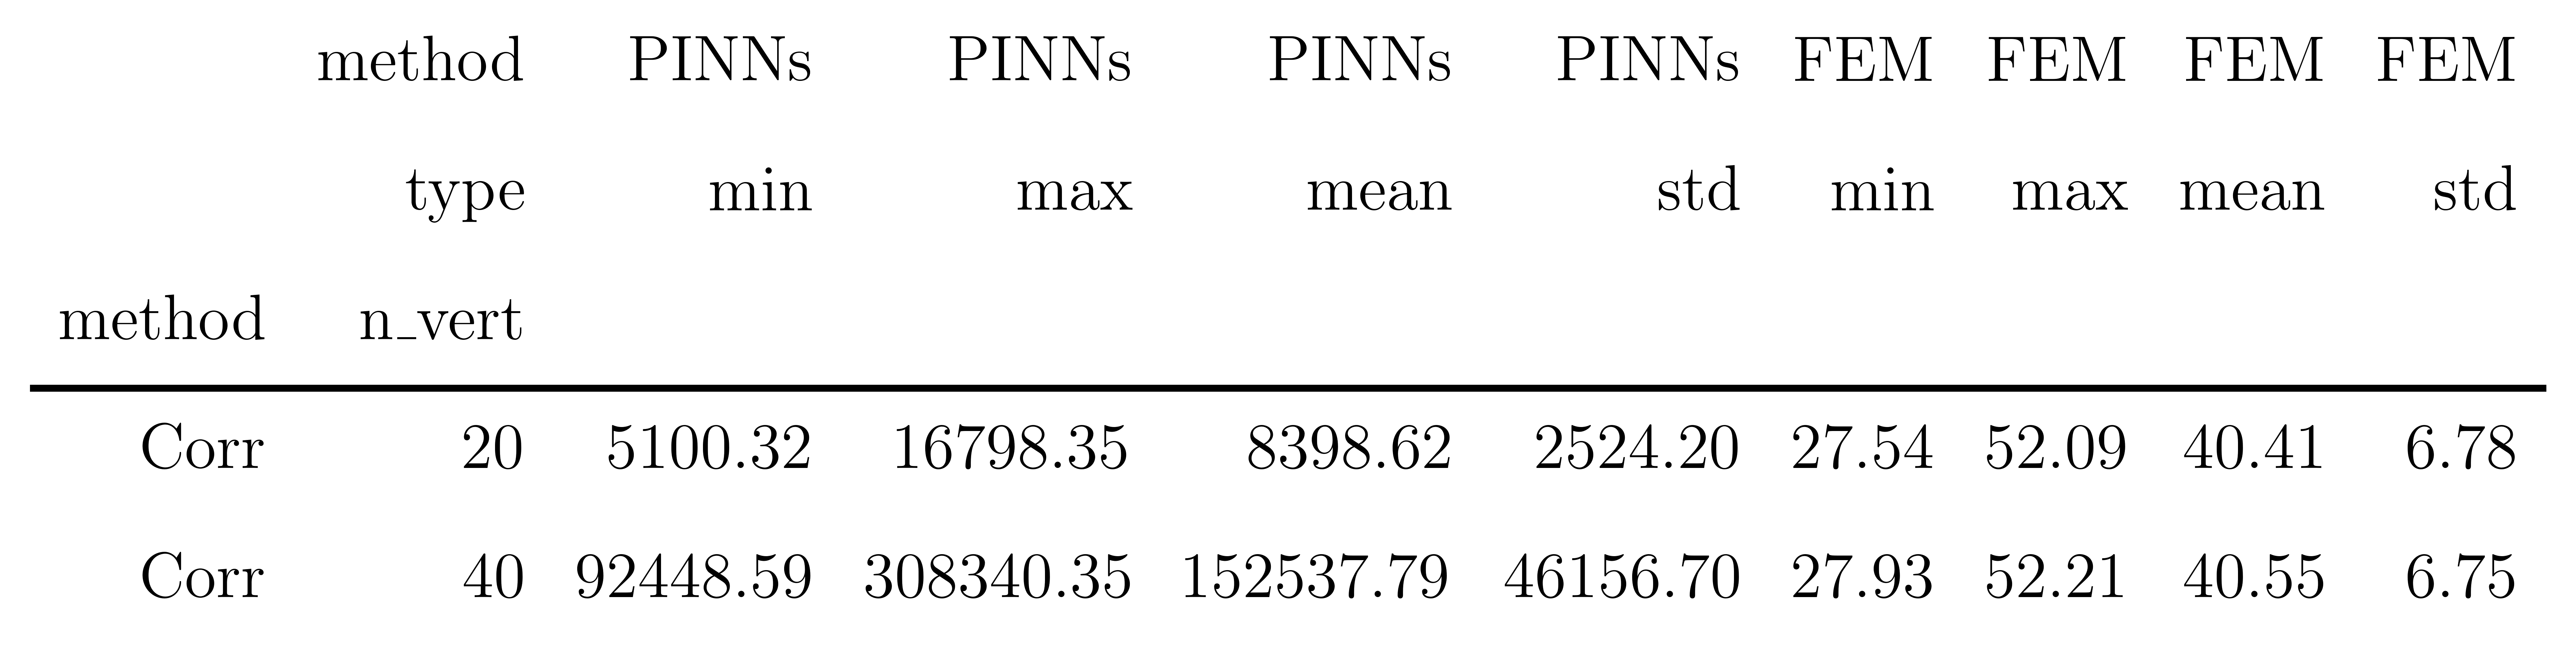 method PINNs PINNs PINNs PINNs FEM FEM FEM FEM
type min max mean std min max mean std
method n_vert
Corr 20 5100.32 16798.35 8398.62 2524.20 27.54 52.09 40.41 6.78
Corr 40 92448.59 308340.35 152537.79 46156.70 27.93 52.21 40.55 6.75